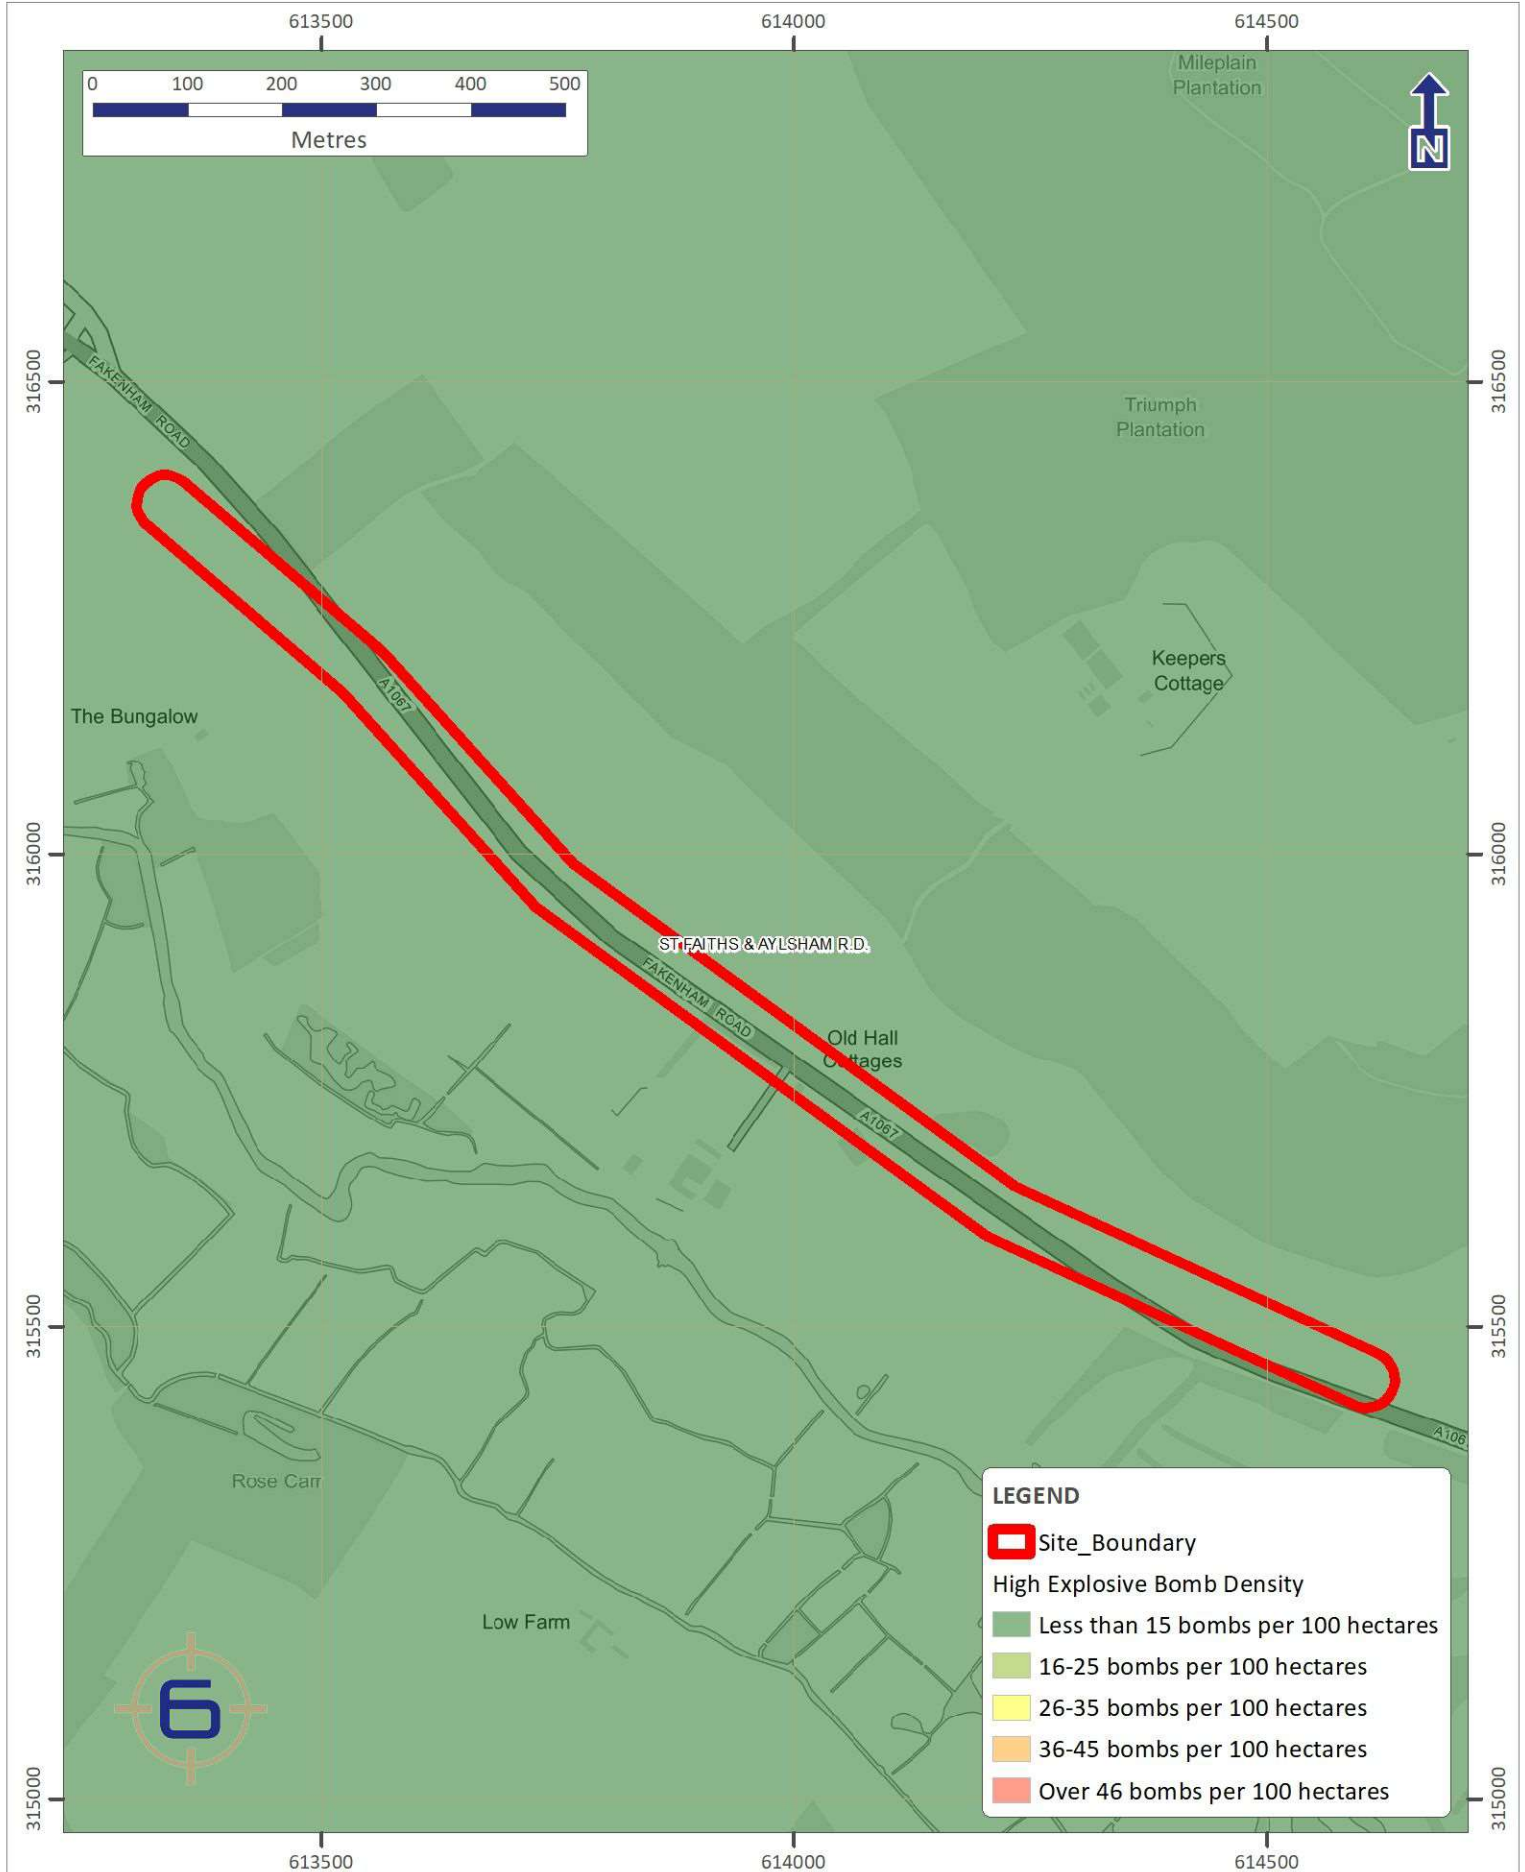 613500
614000
614500
0 100 200 300 400 500
Metres
Mileplain
Plantation
N
316500
316500
FAKENHAM ROAD
Triumph
Plantation
Keepers
Cottage
A1067
The Bungalow
316000
316000
ST FAITHS & AYLSHAM R.D.
FAKENHAM ROAD
Old Hall
Cottages
A1067
315500
315500
A106
Rose Carr
LEGEND
Site_Boundary
High Explosive Bomb Density
Less than 15 bombs per 100 hectares
16-25 bombs per 100 hectares
26-35 bombs per 100 hectares
36-45 bombs per 100 hectares
Over 46 bombs per 100 hectares
Low Farm
6
315000
315000
613500
614000
614500